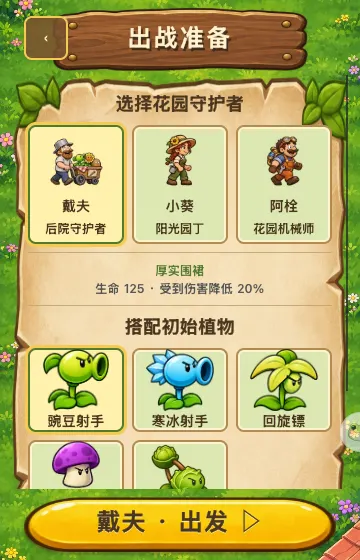 出战准备
选择花园守护者
戴夫
后院守护者
小葵
阳光园丁
阿栓
花园机械师
厚实围裙
生命 125 · 受到伤害降低 20%
搭配初始植物
豌豆射手
寒冰射手
回旋镖
戴夫 · 出发 ▷